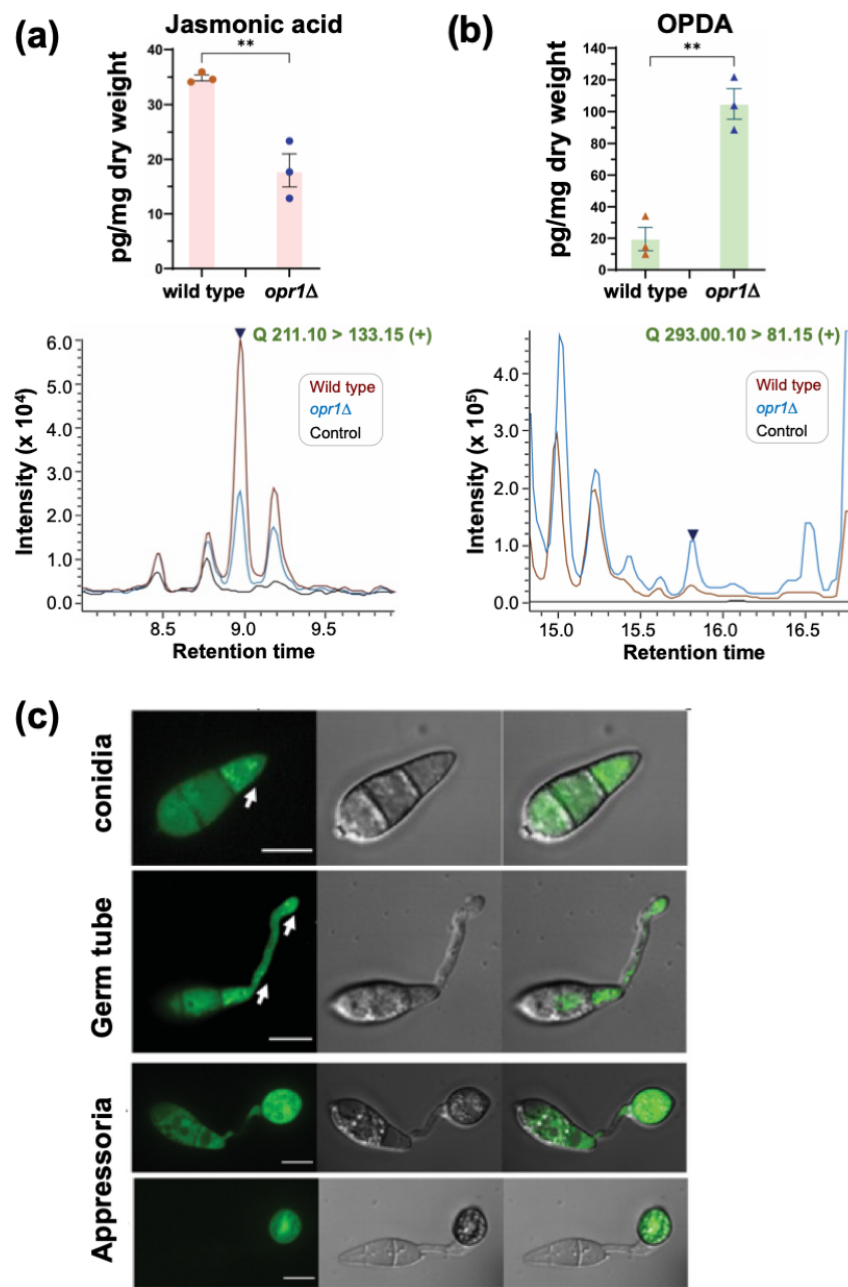 (a)
Jasmonic acid
**
40
30
20
10
0
pg/mg dry weight
wild type
opr1Δ
(b)
OPDA
**
140
120
100
80
60
40
20
0
pg/mg dry weight
wild type
opr1Δ
Q 211.10 > 133.15 (+)
6.0
5.0
4.0
3.0
2.0
1.0
0.0
Intensity (x 10⁴)
Wild type
opr1Δ
Control
8.5 9.0 9.5
Retention time
Q 293.00.10 > 81.15 (+)
4.0
3.0
2.0
1.0
0.0
Intensity (x 10⁵)
Wild type
opr1Δ
Control
15.0 15.5 16.0 16.5
Retention time
(c)
conidia
Germ tube
Appressoria